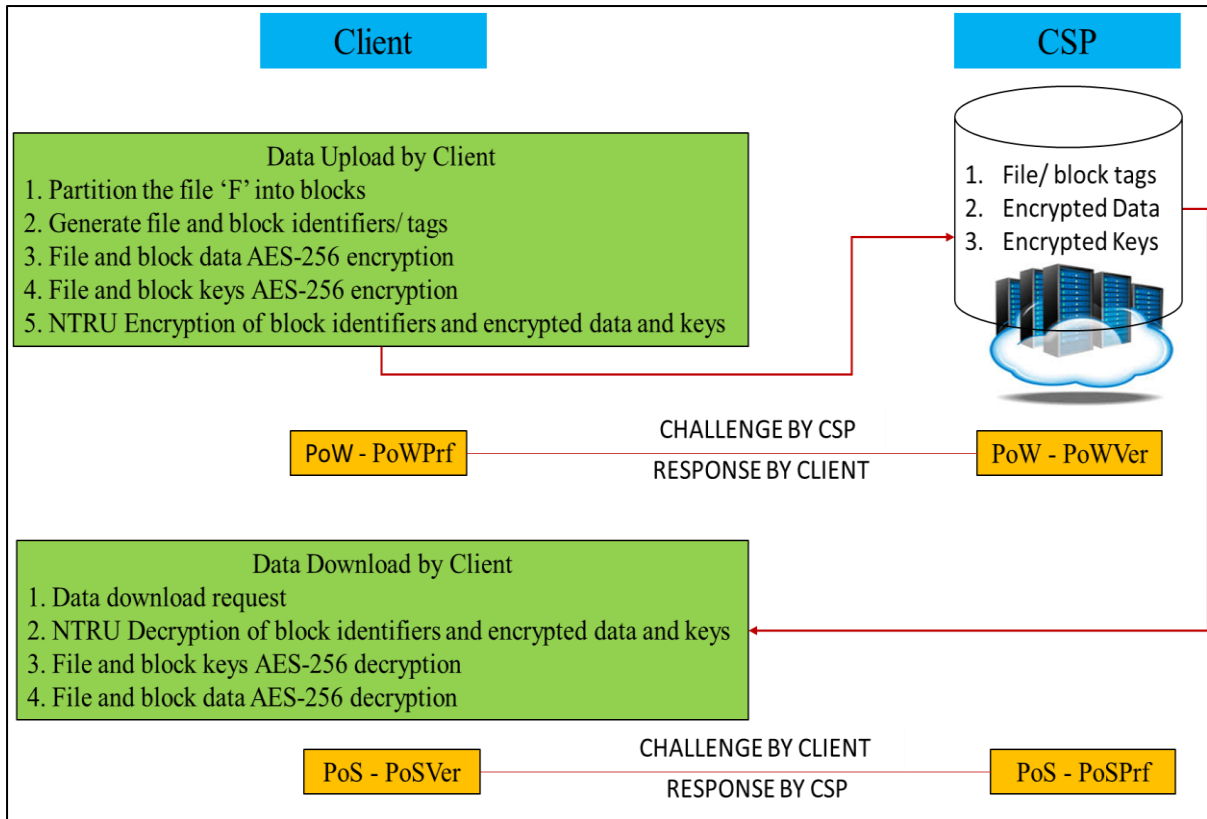 Client
CSP
Data Upload by Client
1. Partition the file ‘F’ into blocks
2. Generate file and block identifiers/ tags
3. File and block data AES-256 encryption
4. File and block keys AES-256 encryption
5. NTRU Encryption of block identifiers and encrypted data and keys
1. File/ block tags
2. Encrypted Data
3. Encrypted Keys
PoW - PoWPrf
CHALLENGE BY CSP
RESPONSE BY CLIENT
PoW - PoWVer
Data Download by Client
1. Data download request
2. NTRU Decryption of block identifiers and encrypted data and keys
3. File and block keys AES-256 decryption
4. File and block data AES-256 decryption
PoS - PoSVer
CHALLENGE BY CLIENT
RESPONSE BY CSP
PoS - PoSPrf